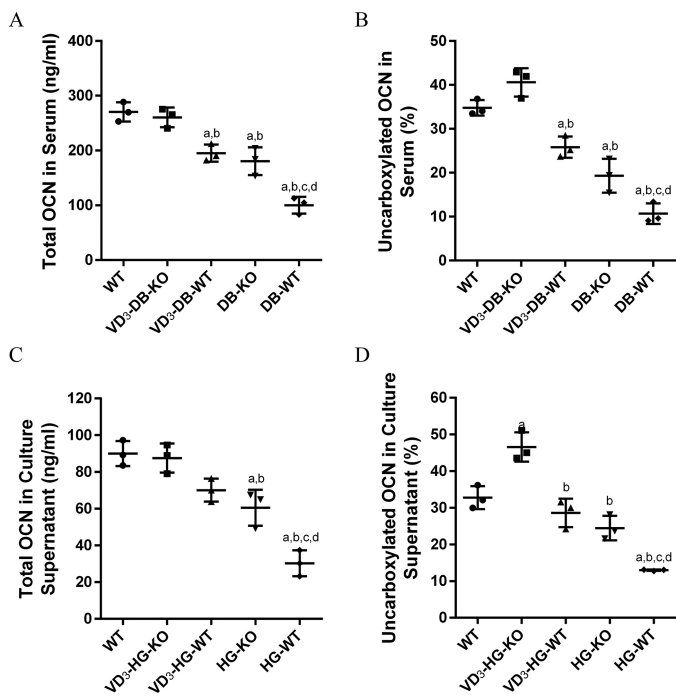 A
Total OCN in Serum (ng/ml)
400
300
200
100
0
a,b
a,b
a,b,c,d
WT
VD3-DB-KO
VD3-DB-WT
DB-KO
DB-WT
B
Uncarboxylated OCN in
Serum (%)
50
40
30
20
10
0
a,b
a,b
a,b,c,d
WT
VD3-DB-KO
VD3-DB-WT
DB-KO
DB-WT
C
Total OCN in Culture
Supernatant (ng/ml)
120
100
80
60
40
20
0
a,b
a,b,c,d
WT
VD3-HG-KO
VD3-HG-WT
HG-KO
HG-WT
D
Uncarboxylated OCN in Culture
Supernatant (%)
60
50
40
30
20
10
0
a
b
b
a,b,c,d
WT
VD3-HG-KO
VD3-HG-WT
HG-KO
HG-WT